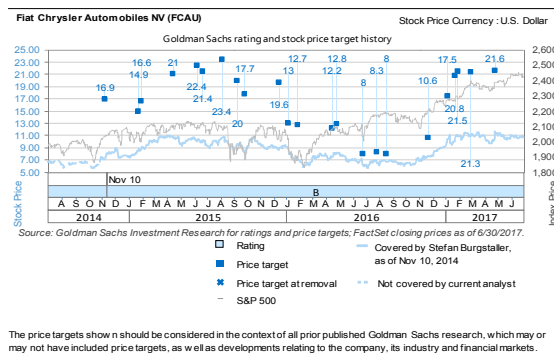 Fiat Chrysler Automobiles NV (FCAU)
Stock Price Currency : U.S. Dollar
Goldman Sachs rating and stock price target history
25.00
23.00
21.00
19.00
17.00
15.00
13.00
11.00
9.00
7.00
5.00
2,600
2,500
2,400
2,300
2,200
2,100
2,000
1,900
1,800
16.9
16.6
14.9
21
22.4
21.4
23.4
20
17.7
19.6
13
12.7
12.8
12.2
8
8.3
8
10.6
17.5
20.8
21.5
21.3
21.6
Nov 10
B
A S O N D J F M A M J J A S O N D J F M A M J J A S O N D J F M A M J
2014 2015 2016 2017
Stock Price
Index Price
Source: Goldman Sachs Investment Research for ratings and price targets; FactSet closing prices as of 6/30/2017.
Rating
Price target
Price target at removal
S&P 500
Covered by Stefan Burgstaller,
as of Nov 10, 2014
Not covered by current analyst
The price targets shown should be considered in the context of all prior published Goldman Sachs research, which may or
may not have included price targets, as well as developments relating to the company, its industry and financial markets.